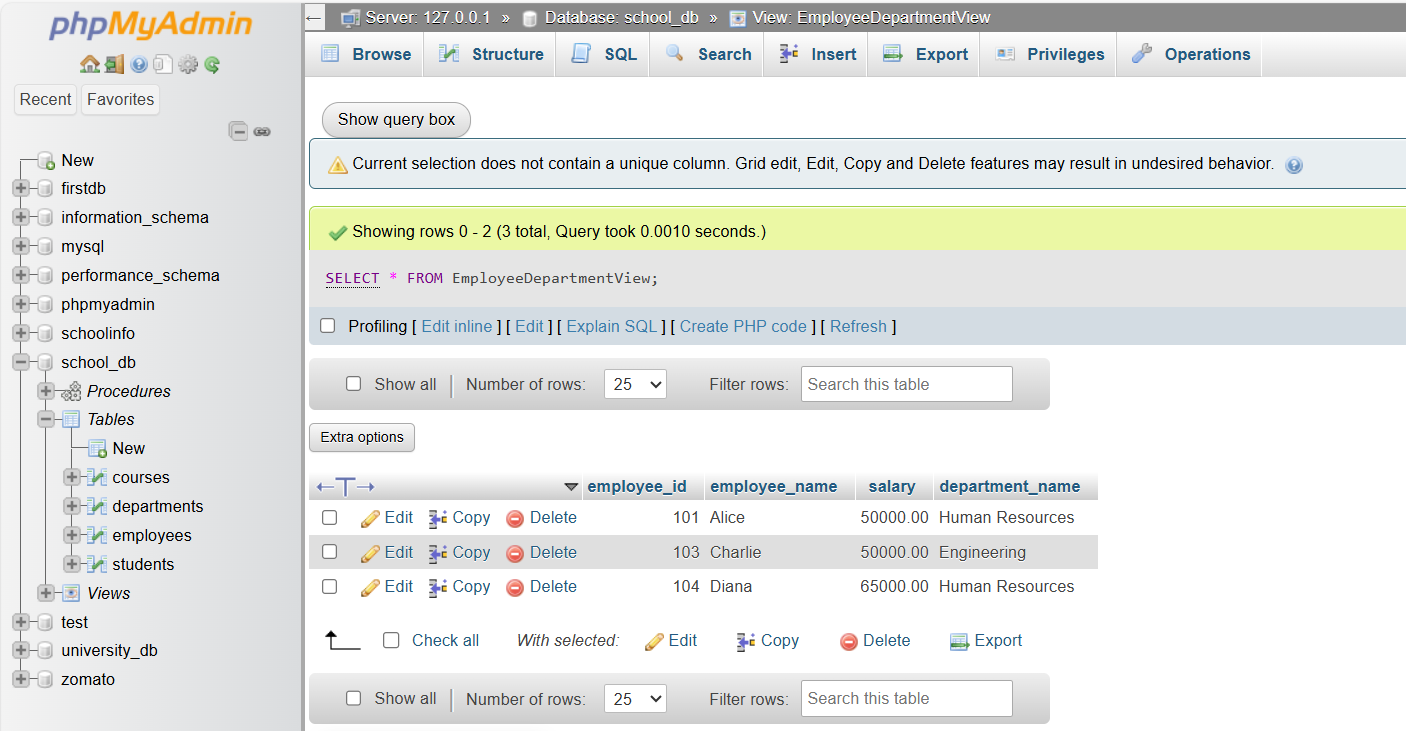 phpMyAdmin
Recent Favorites
New
firstdb
information_schema
mysql
performance_schema
phpmyadmin
schoolinfo
school_db
Procedures
Tables
New
courses
departments
employees
students
Views
test
university_db
zomato
Server: 127.0.0.1 » Database: school_db » View: EmployeeDepartmentView
Browse Structure SQL Search Insert Export Privileges Operations
Show query box
Current selection does not contain a unique column. Grid edit, Edit, Copy and Delete features may result in undesired behavior.
Showing rows 0 - 2 (3 total, Query took 0.0010 seconds.)
SELECT * FROM EmployeeDepartmentView;
Profiling [ Edit inline ] [ Edit ] [ Explain SQL ] [ Create PHP code ] [ Refresh ]
Show all | Number of rows: 25 Filter rows: Search this table
Extra options
employee_id employee_name salary department_name
Edit Copy Delete 101 Alice 50000.00 Human Resources
Edit Copy Delete 103 Charlie 50000.00 Engineering
Edit Copy Delete 104 Diana 65000.00 Human Resources
Check all With selected: Edit Copy Delete Export
Show all | Number of rows: 25 Filter rows: Search this table